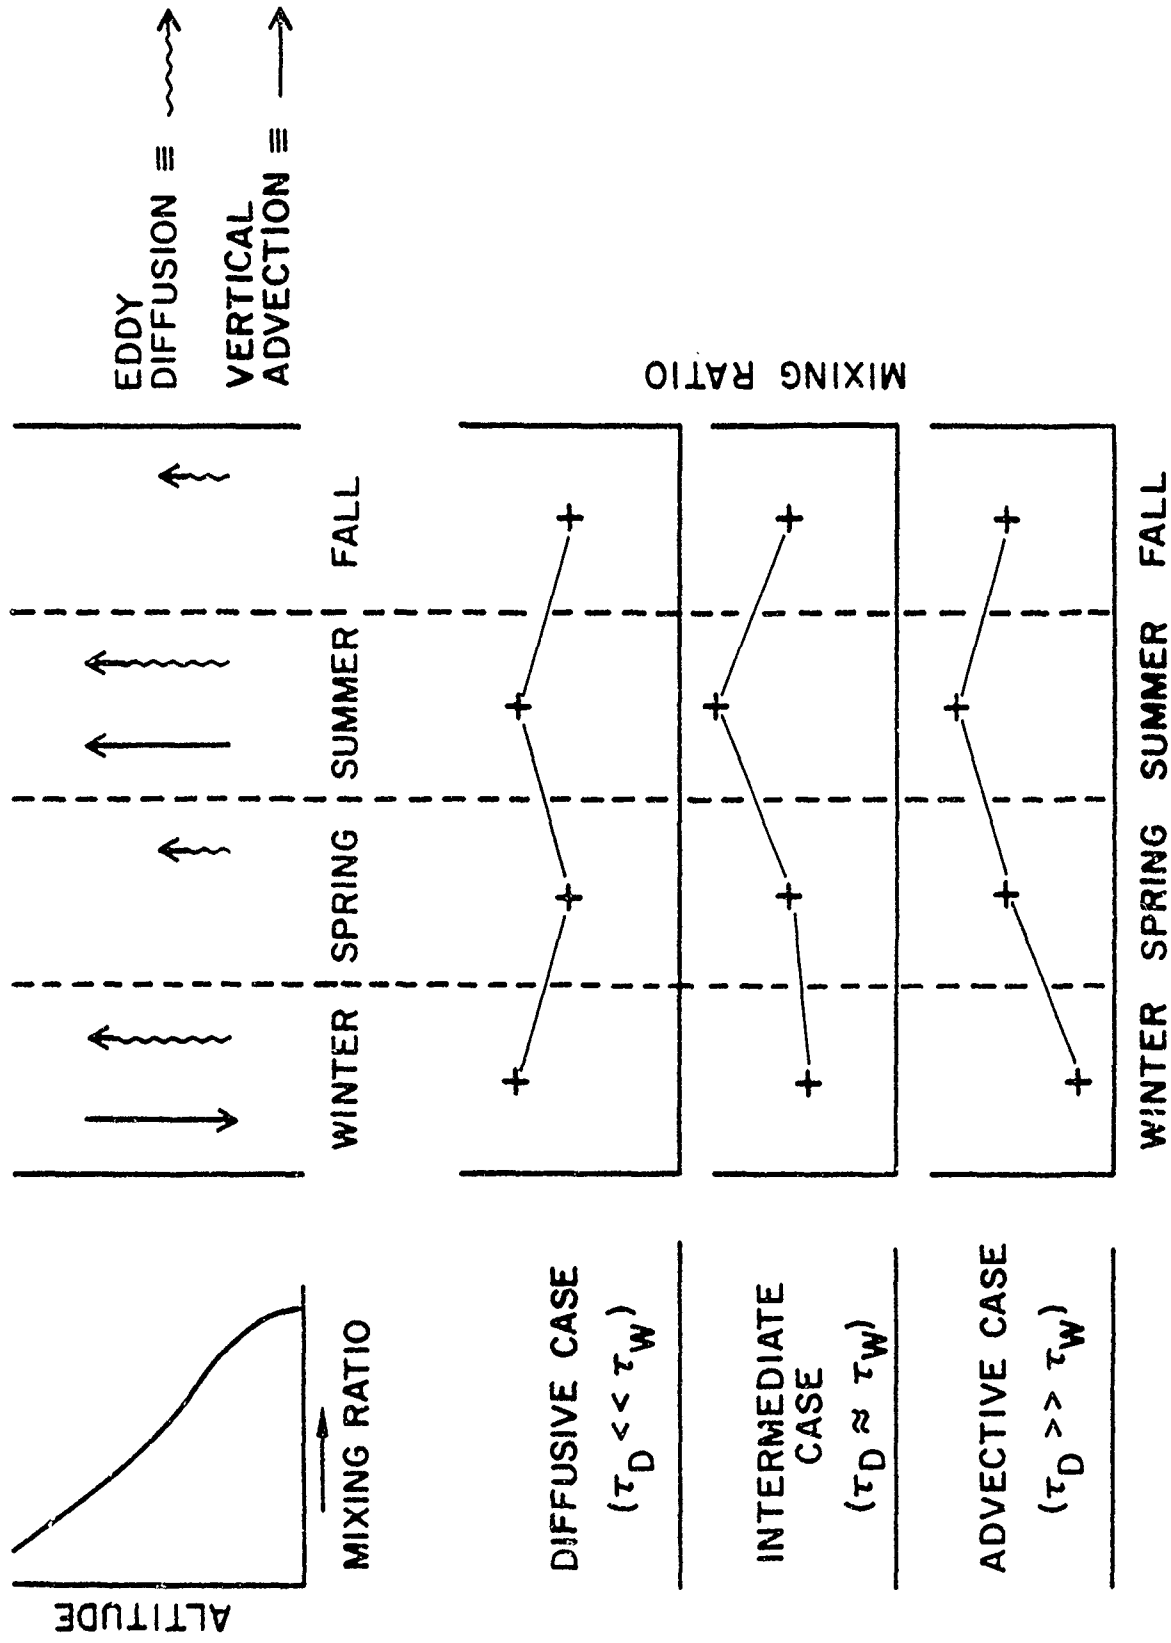 ALTITUDE
MIXING RATIO
EDDY
DIFFUSION ≡
VERTICAL
ADVECTION ≡
WINTER SPRING SUMMER FALL
DIFFUSIVE CASE
(τD << τW)
INTERMEDIATE
CASE
(τD ≈ τW)
ADVECTIVE CASE
(τD >> τW)
MIXING RATIO
WINTER SPRING SUMMER FALL